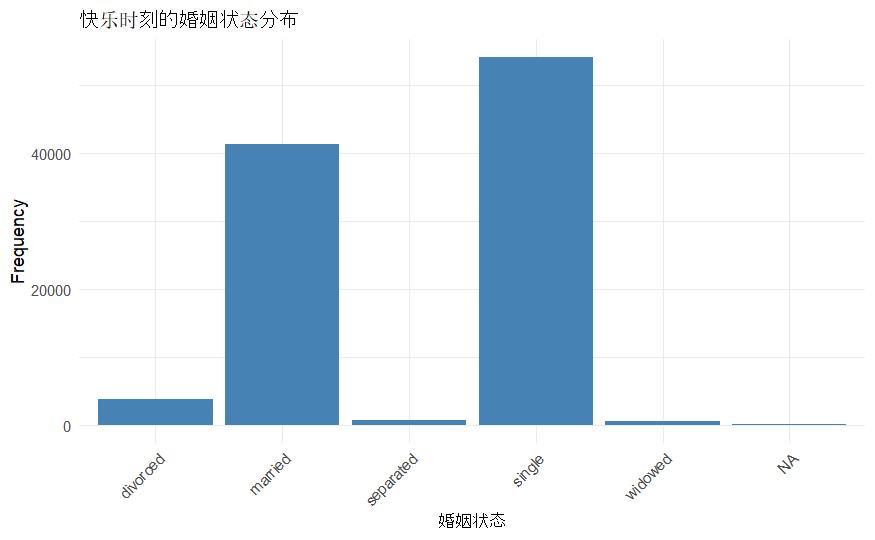 快乐时刻的婚姻状态分布
Frequency
40000
20000
0
divorced
married
separated
single
widowed
NA
婚姻状态